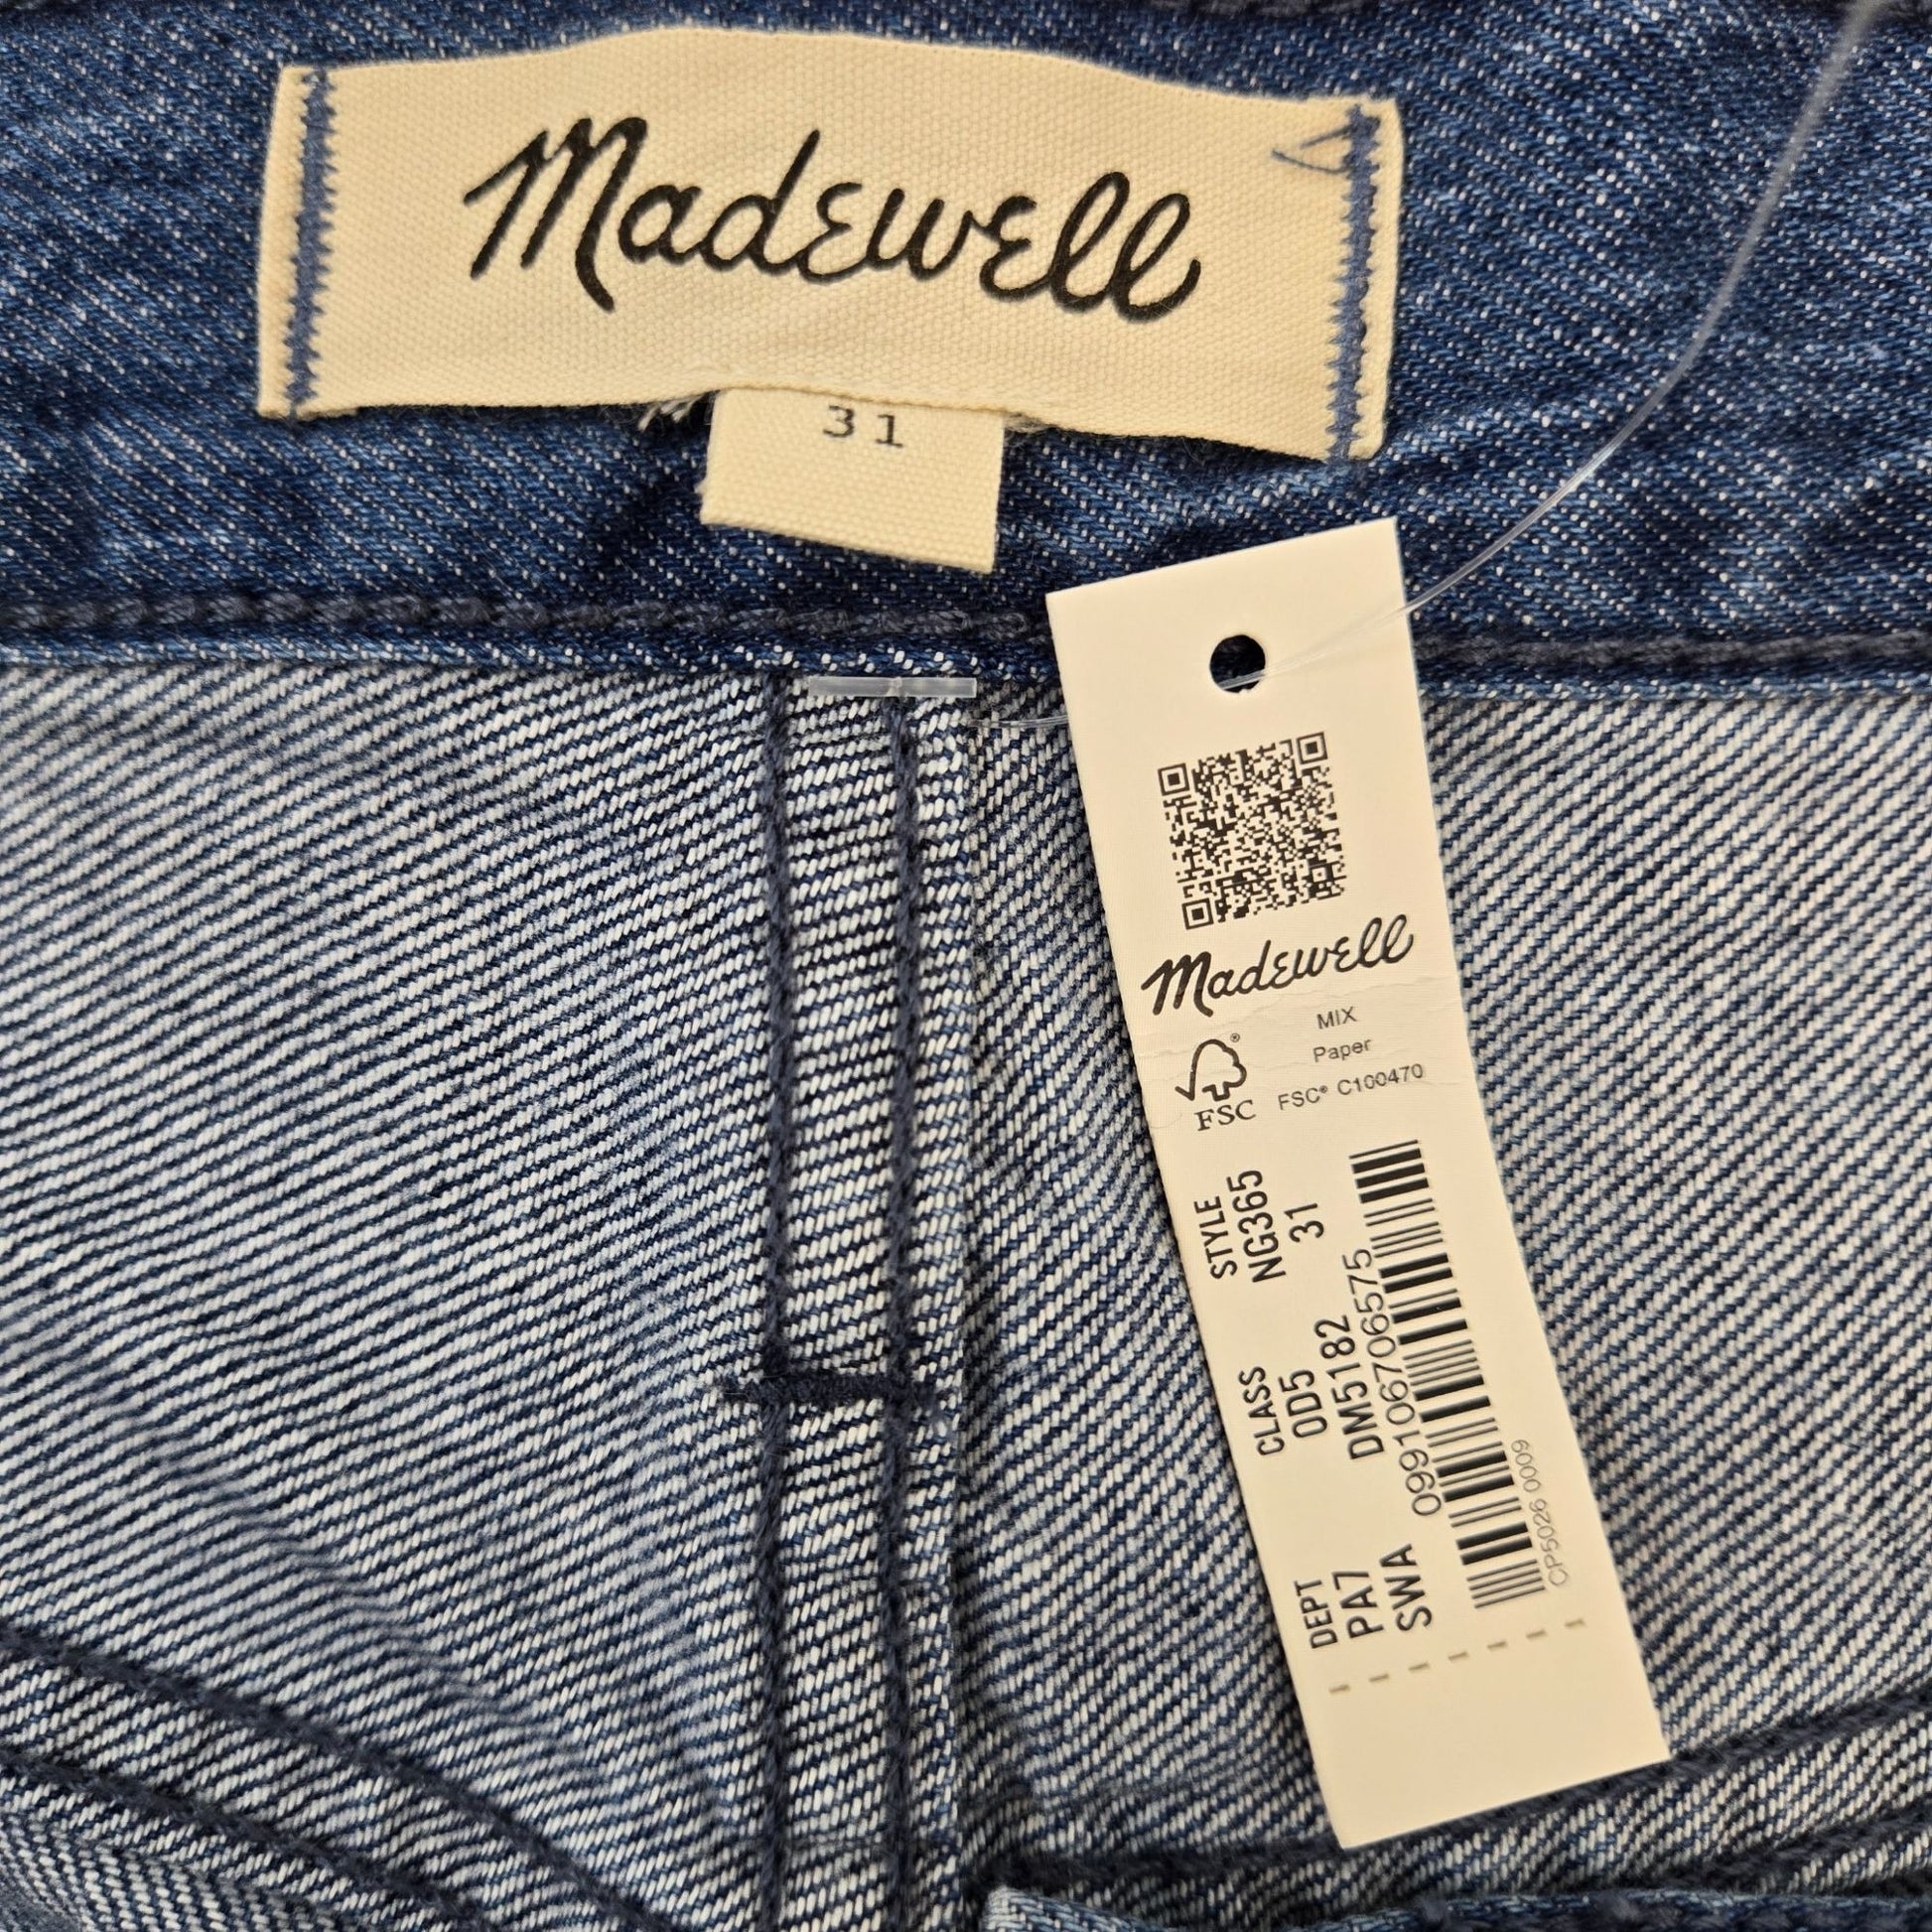 Madewell
31
Madewell
MIX
Paper
FSC® C100470
FSC
STYLE
NG365
31
CLASS
0D5
DM5182
099106706575
DEPT
PA7
SWA
CP5026 0009